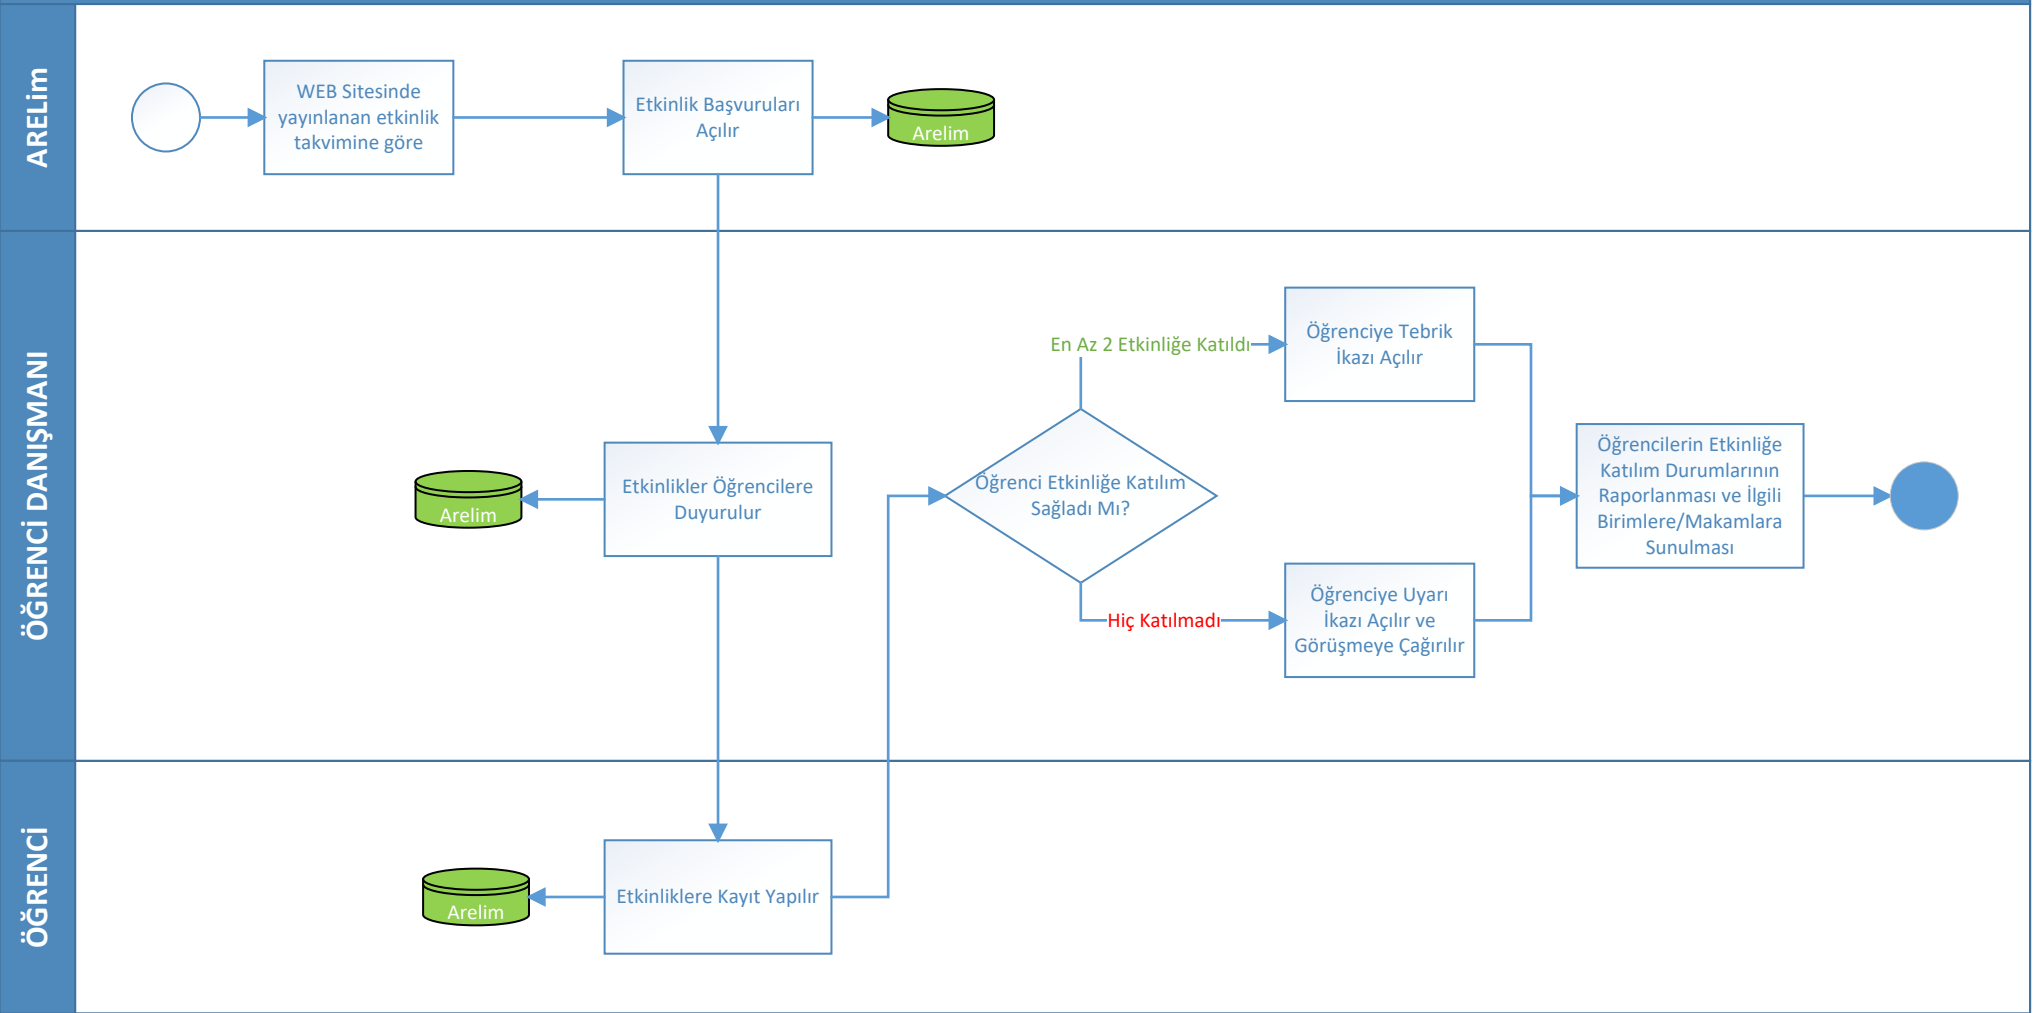 ARELim
WEB Sitesinde
yayınlanan etkinlik
takvimine göre
Etkinlik Başvuruları
Açılır
Arelim
ÖĞRENCİ DANIŞMANI
Arelim
Etkinlikler Öğrencilere
Duyurulur
Öğrenci Etkinliğe Katılım
Sağladı Mı?
En Az 2 Etkinliğe Katıldı
Öğrenciye Tebrik
İkazı Açılır
Hiç Katılmadı
Öğrenciye Uyarı
İkazı Açılır ve
Görüşmeye Çağırılır
Öğrencilerin Etkinliğe
Katılım Durumlarının
Raporlanması ve İlgili
Birimlere/Makamlara
Sunulması
ÖĞRENCİ
Arelim
Etkinliklere Kayıt Yapılır